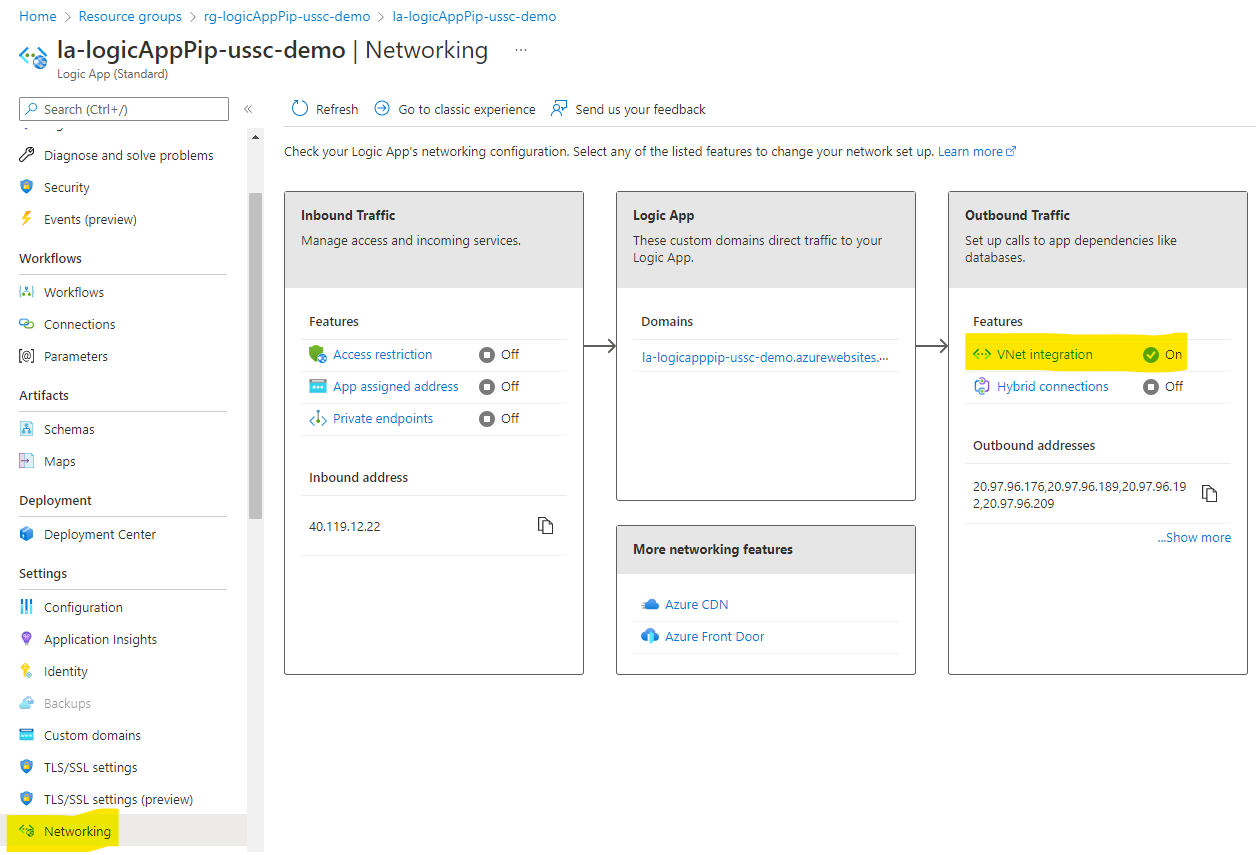 Home > Resource groups > rg-logicAppPip-ussc-demo > la-logicAppPip-ussc-demo
la-logicAppPip-ussc-demo | Networking ...
Logic App (Standard)
Search (Ctrl+/)
«
Diagnose and solve problems
Security
Events (preview)
Workflows
Workflows
Connections
Parameters
Artifacts
Schemas
Maps
Deployment
Deployment Center
Settings
Configuration
Application Insights
Identity
Backups
Custom domains
TLS/SSL settings
TLS/SSL settings (preview)
Networking
Refresh Go to classic experience Send us your feedback
Check your Logic App's networking configuration. Select any of the listed features to change your network set up. Learn more
Inbound Traffic
Manage access and incoming services.
Features
Access restriction Off
App assigned address Off
Private endpoints Off
Inbound address
40.119.12.22
Logic App
These custom domains direct traffic to your
Logic App.
Domains
la-logicapppip-ussc-demo.azurewebsites....
More networking features
Azure CDN
Azure Front Door
Outbound Traffic
Set up calls to app dependencies like
databases.
Features
VNet integration On
Hybrid connections Off
Outbound addresses
20.97.96.176,20.97.96.189,20.97.96.19
2,20.97.96.209
...Show more